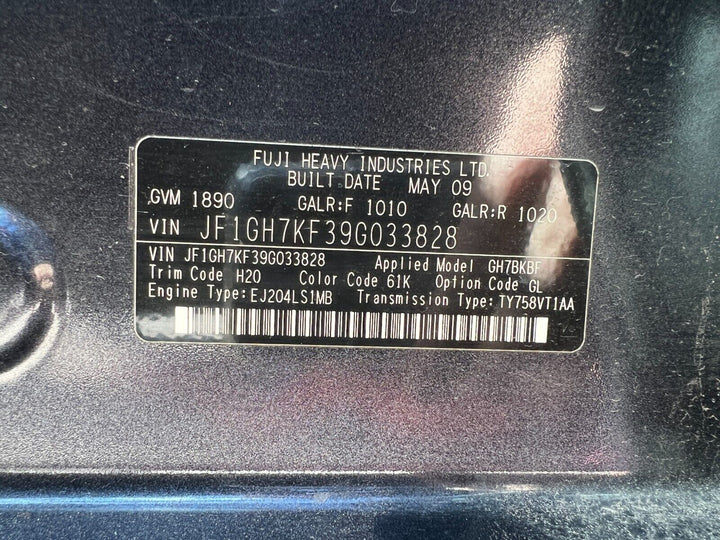 FUJI HEAVY INDUSTRIES LTD.
BUILT DATE MAY 09
GVM 1890 GALR:F 1010 GALR:R 1020
VIN JF1GH7KF39G033828
VIN JF1GH7KF39G033828 Applied Model GH7BKBF
Trim Code H20 Color Code 61K Option Code GL
Engine Type:EJ204LS1MB Transmission Type:TY758VT1AA